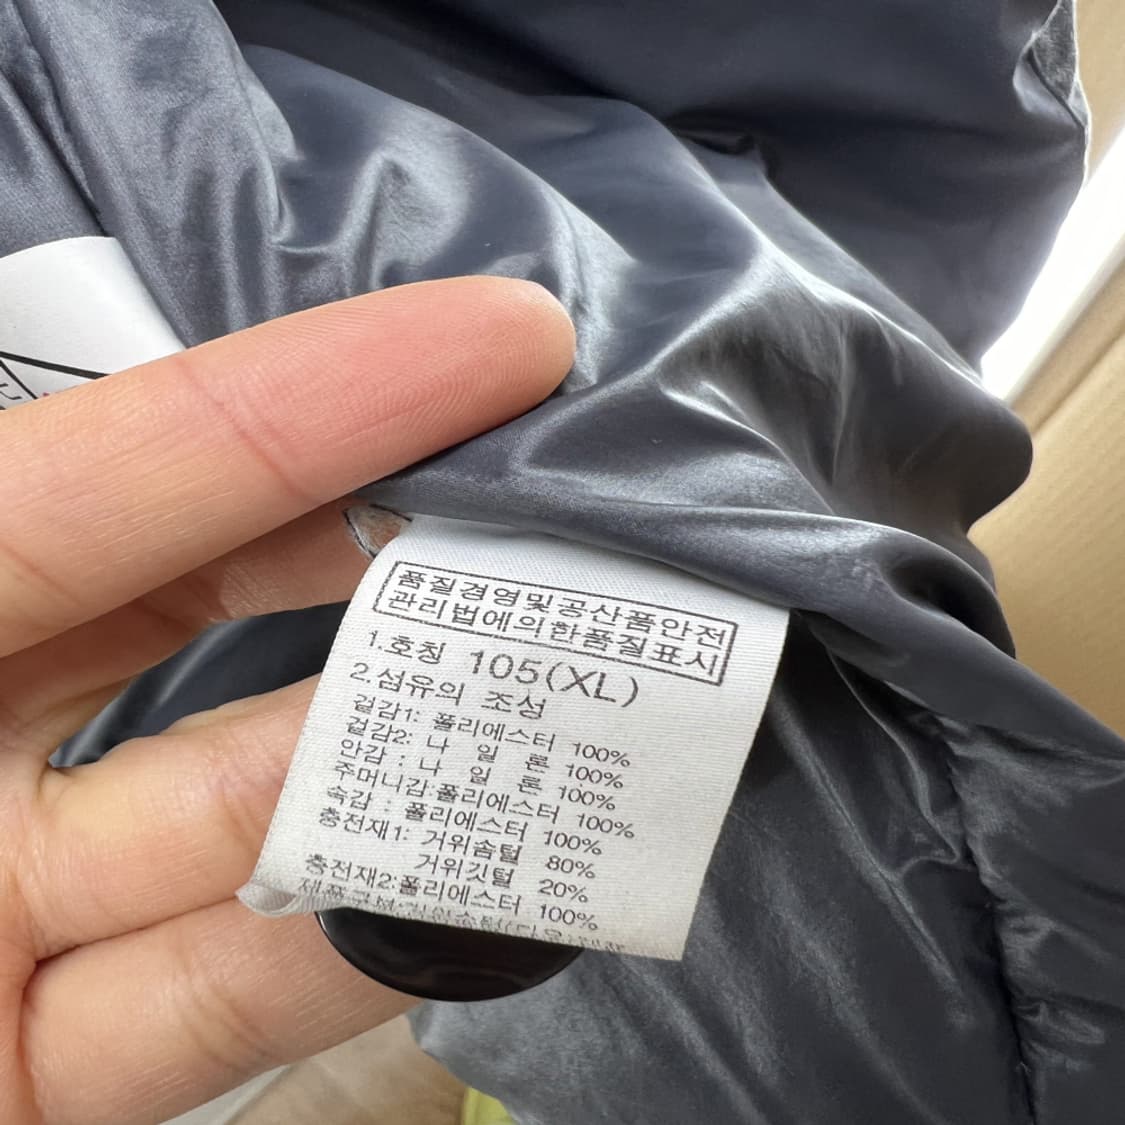 품질경영및공산품안전
관리법에의한품질표시
1.호칭 105(XL)
2.섬유의 조성
겉감1: 폴리에스터 100%
겉감2: 나 일 론 100%
안감 : 나 일 론 100%
주머니감:폴리에스터 100%
속감 : 폴리에스터 100%
충전재1: 거위솜털 80%
거위깃털 20%
충전재2:폴리에스터 100%